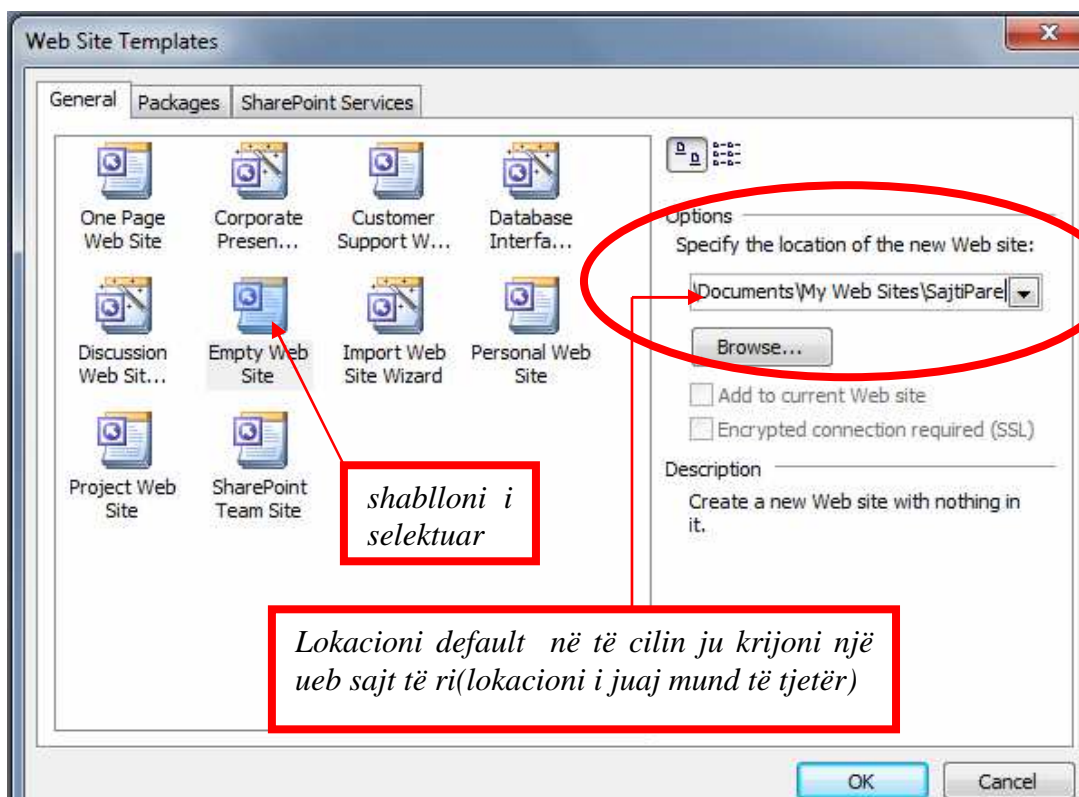 Web Site Templates
x
General Packages SharePoint Services
One Page
Web Site
Corporate
Presen...
Customer
Support W...
Database
Interfa...
Discussion
Web Sit...
Empty Web
Site
Import Web
Site Wizard
Personal Web
Site
Project Web
Site
SharePoint
Team Site
Options
Specify the location of the new Web site:
\Documents\My Web Sites\SajtiPare
Browse...
Add to current Web site
Encrypted connection required (SSL)
Description
Create a new Web site with nothing in
it.
shablloni i
selektuar
Lokacioni default në të cilin ju krijoni një
ueb sajt të ri(lokacioni i juaj mund të tjetër)
OK Cancel